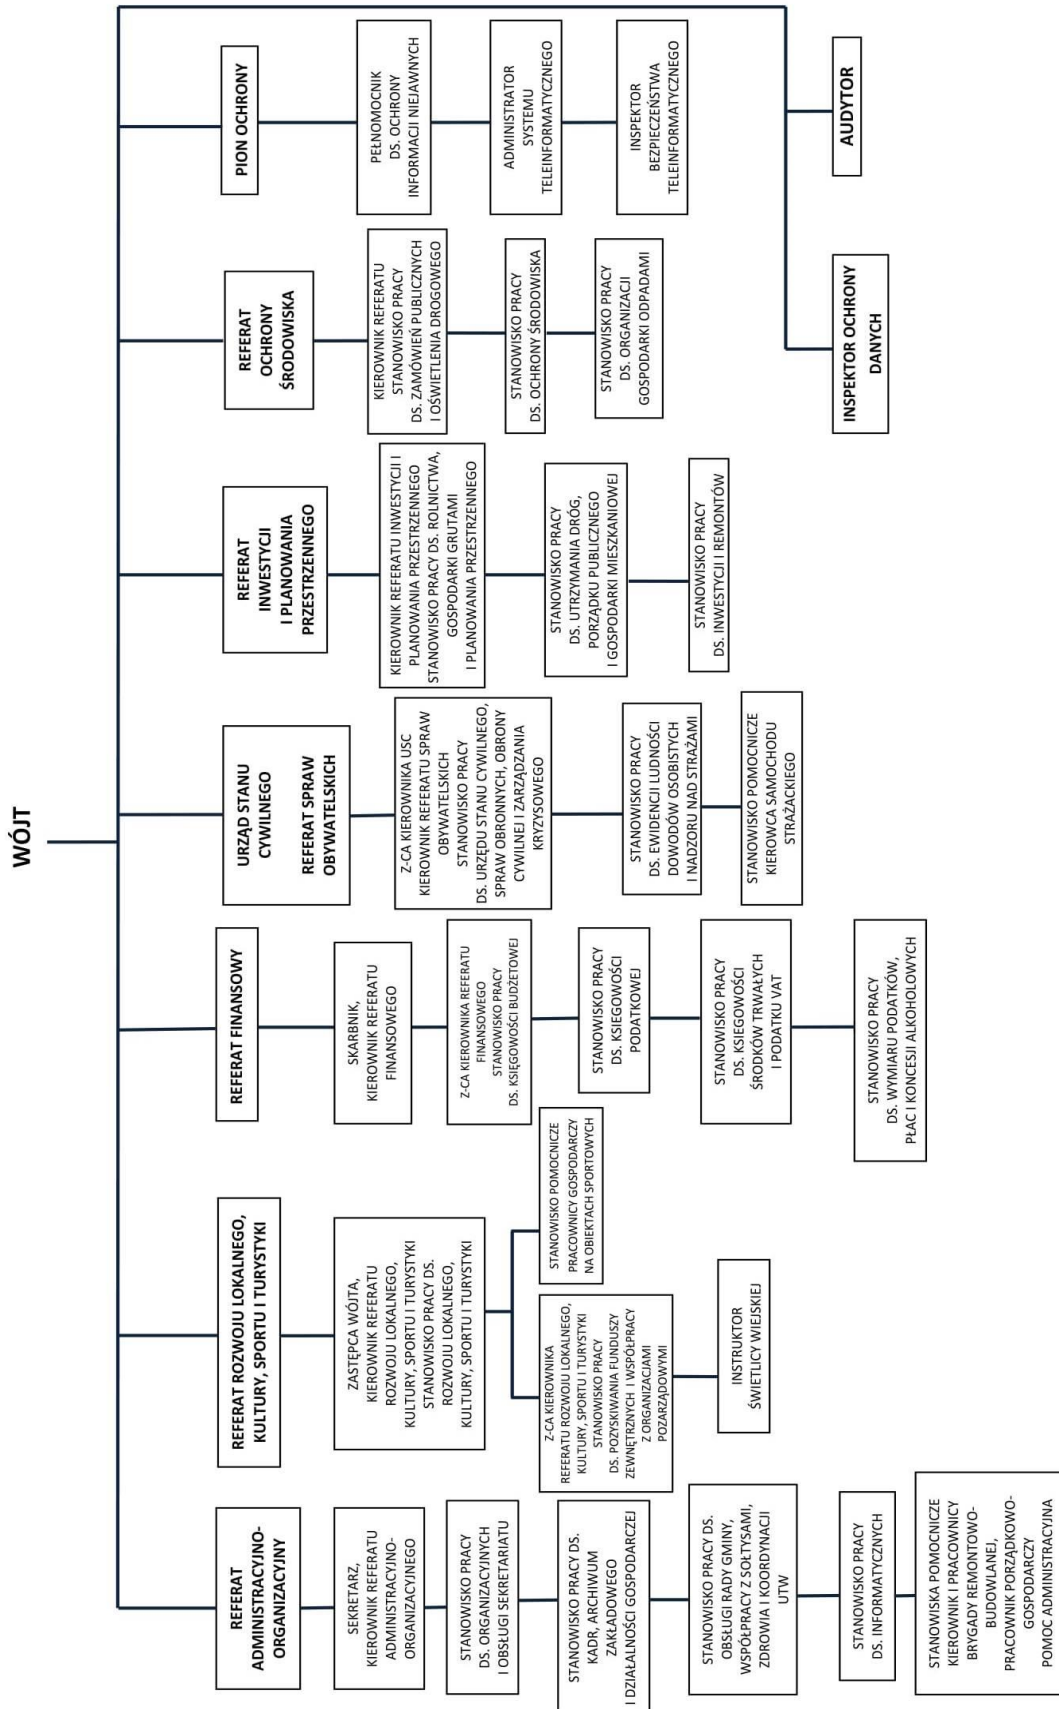 WÓJT
REFERAT
ADMINISTRACYJNO-
ORGANIZACYJNY
SEKRETARZ,
KIEROWNIK REFERATU
ADMINISTRACYJNO-
ORGANIZACYJNEGO
STANOWISKO PRACY
DS. ORGANIZACYJNYCH
I OBSŁUGI SEKRETARIATU
STANOWISKO PRACY DS.
KADR, ARCHIWUM
ZAKŁADOWEGO
I DZIAŁALNOŚCI GOSPODARCZEJ
STANOWISKO PRACY DS.
OBSŁUGI RADY GMINY,
WSPÓŁPRACY Z SOŁTYSAMI,
ZDROWIA I KOORDYNACJI
UTW
STANOWISKO PRACY
DS. INFORMATYCZNYCH
STANOWISKA POMOCNICZE
KIEROWNIK I PRACOWNICY
BRYGADY REMONTOWO-
BUDOWLANEJ,
PRACOWNIK PORZĄDKOWO-
GOSPODARCZY
POMOC ADMINISTRACYJNA
REFERAT ROZWOJU LOKALNEGO,
KULTURY, SPORTU I TURYSTYKI
ZASTĘPCA WÓJTA,
KIEROWNIK REFERATU
ROZWOJU LOKALNEGO,
KULTURY, SPORTU I TURYSTYKI
STANOWISKO PRACY DS.
ROZWOJU LOKALNEGO,
KULTURY, SPORTU I TURYSTYKI
Z-CA KIEROWNIKA
REFERATU ROZWOJU LOKALNEGO,
KULTURY, SPORTU I TURYSTYKI
STANOWISKO PRACY
DS. POZYSKIWANIA FUNDUSZY
ZEWNĘTRZNYCH I WSPÓŁPRACY
Z ORGANIZACJAMI
POZARZĄDOWYMI
INSTRUKTOR
ŚWIETLICY WIEJSKIEJ
STANOWISKO POMOCNICZE
PRACOWNICY GOSPODARCZY
NA OBIEKTACH SPORTOWYCH
REFERAT FINANSOWY
SKARBNIK,
KIEROWNIK REFERATU
FINANSOWEGO
Z-CA KIEROWNIKA REFERATU
FINANSOWEGO
STANOWISKO PRACY
DS. KSIĘGOWOŚCI BUDŻETOWEJ
STANOWISKO PRACY
DS. KSIEGOWOŚCI
PODATKOWEJ
STANOWISKO PRACY
DS. KSIEGOWOŚCI
ŚRODKÓW TRWAŁYCH
I PODATKU VAT
STANOWISKO PRACY
DS. WYMIARU PODATKÓW,
PŁAC I KONCESJI ALKOHOLOWYCH
URZĄD STANU
CYWILNEGO
REFERAT SPRAW
OBYWATELSKICH
Z-CA KIEROWNIKA USC
KIEROWNIK REFERATU SPRAW
OBYWATELSKICH
STANOWISKO PRACY
DS. URZĘDU STANU CYWILNEGO,
SPRAW OBRONNYCH, OBRONY
CYWILNEJ I ZARZĄDZANIA
KRYZYSOWEGO
STANOWISKO PRACY
DS. EWIDENCJI LUDNOŚCI
DOWODÓW OSOBISTYCH
I NADZORU NAD STRAŻAMI
STANOWISKO POMOCNICZE
KIEROWCA SAMOCHODU
STRAŻACKIEGO
REFERAT
INWESTYCJI
I PLANOWANIA
PRZESTRZENNEGO
KIEROWNIK REFERATU INWESTYCJI I
PLANOWANIA PRZESTRZENNEGO
STANOWISKO PRACY DS. ROLNICTWA,
GOSPODARKI GRUTAMI
I PLANOWANIA PRZESTRZENNEGO
STANOWISKO PRACY
DS. UTRZYMANIA DRÓG,
PORZĄDKU PUBLICZNEGO
I GOSPODARKI MIESZKANIOWEJ
STANOWISKO PRACY
DS. INWESTYCJI I REMONTÓW
REFERAT
OCHRONY
ŚRODOWISKA
KIEROWNIK REFERATU
STANOWISKO PRACY
DS. ZAMÓWIEŃ PUBLICZNYCH
I OŚWIETLENIA DROGOWEGO
STANOWISKO PRACY
DS. OCHRONY ŚRODOWISKA
STANOWISKO PRACY
DS. ORGANIZACJI
GOSPODARKI ODPADAMI
PION OCHRONY
PEŁNOMOCNIK
DS. OCHRONY
INFORMACJI NIEJAWNYCH
ADMINISTRATOR
SYSTEMU
TELEINFORMATYCZNEGO
INSPEKTOR
BEZPIECZEŃSTWA
TELEINFORMATYCZNEGO
INSPEKTOR OCHRONY
DANYCH
AUDYTOR